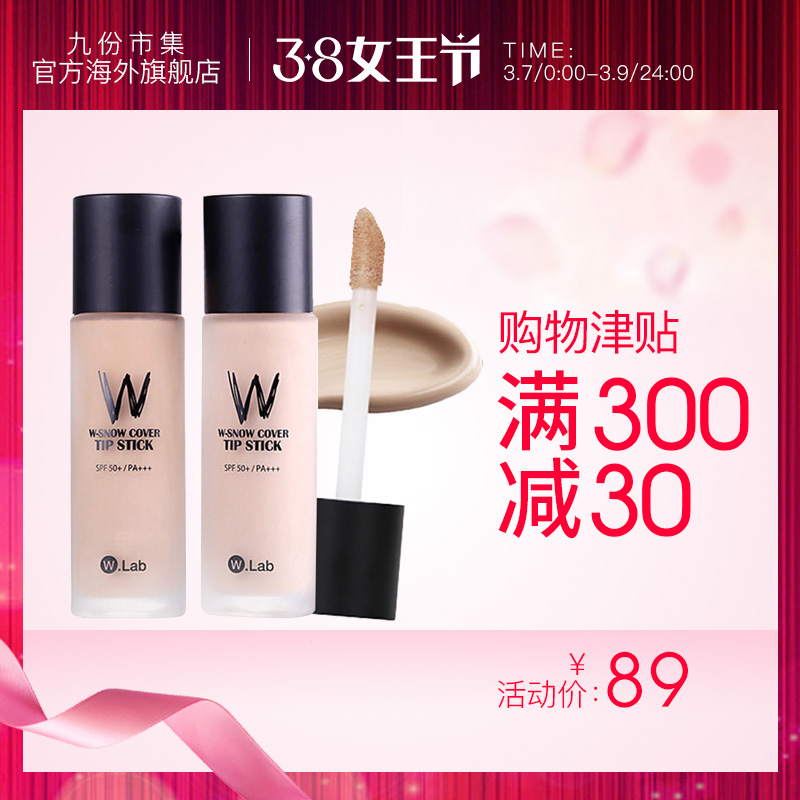 九份市集
官方海外旗舰店
3.8女王节
TIME:
3.7/0:00-3.9/24:00
W
W-SNOW COVER
TIP STICK
SPF 50+ / PA+++
W.Lab
W
W-SNOW COVER
TIP STICK
SPF 50+ / PA+++
W.Lab
购物津贴
满300
减30
活动价:¥89